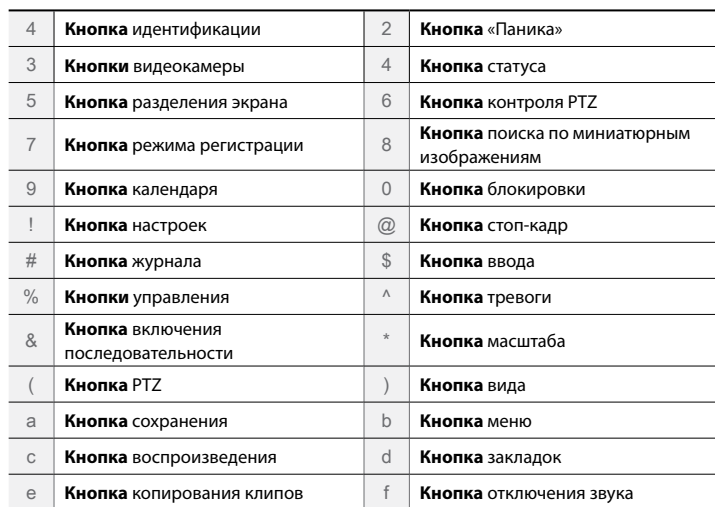 4 Кнопка идентификации 2 Кнопка «Паника»
3 Кнопки видеокамеры 4 Кнопка статуса
5 Кнопка разделения экрана 6 Кнопка контроля PTZ
7 Кнопка режима регистрации 8 Кнопка поиска по миниатюрным
изображениям
9 Кнопка календаря 0 Кнопка блокировки
! Кнопка настроек @ Кнопка стоп-кадр
# Кнопка журнала $ Кнопка ввода
% Кнопки управления ^ Кнопка тревоги
& Кнопка включения
последовательности * Кнопка масштаба
( Кнопка PTZ ) Кнопка вида
a Кнопка сохранения b Кнопка меню
c Кнопка воспроизведения d Кнопка закладок
e Кнопка копирования клипов f Кнопка отключения звука